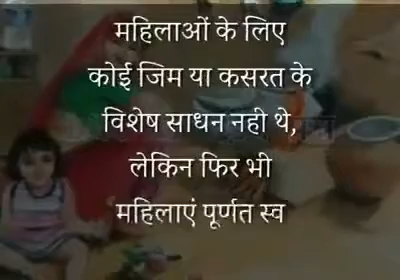 महिलाओं के लिए
कोई जिम या कसरत के
विशेष साधन नही थे,
लेकिन फिर भी
महिलाएं पूर्णत स्व